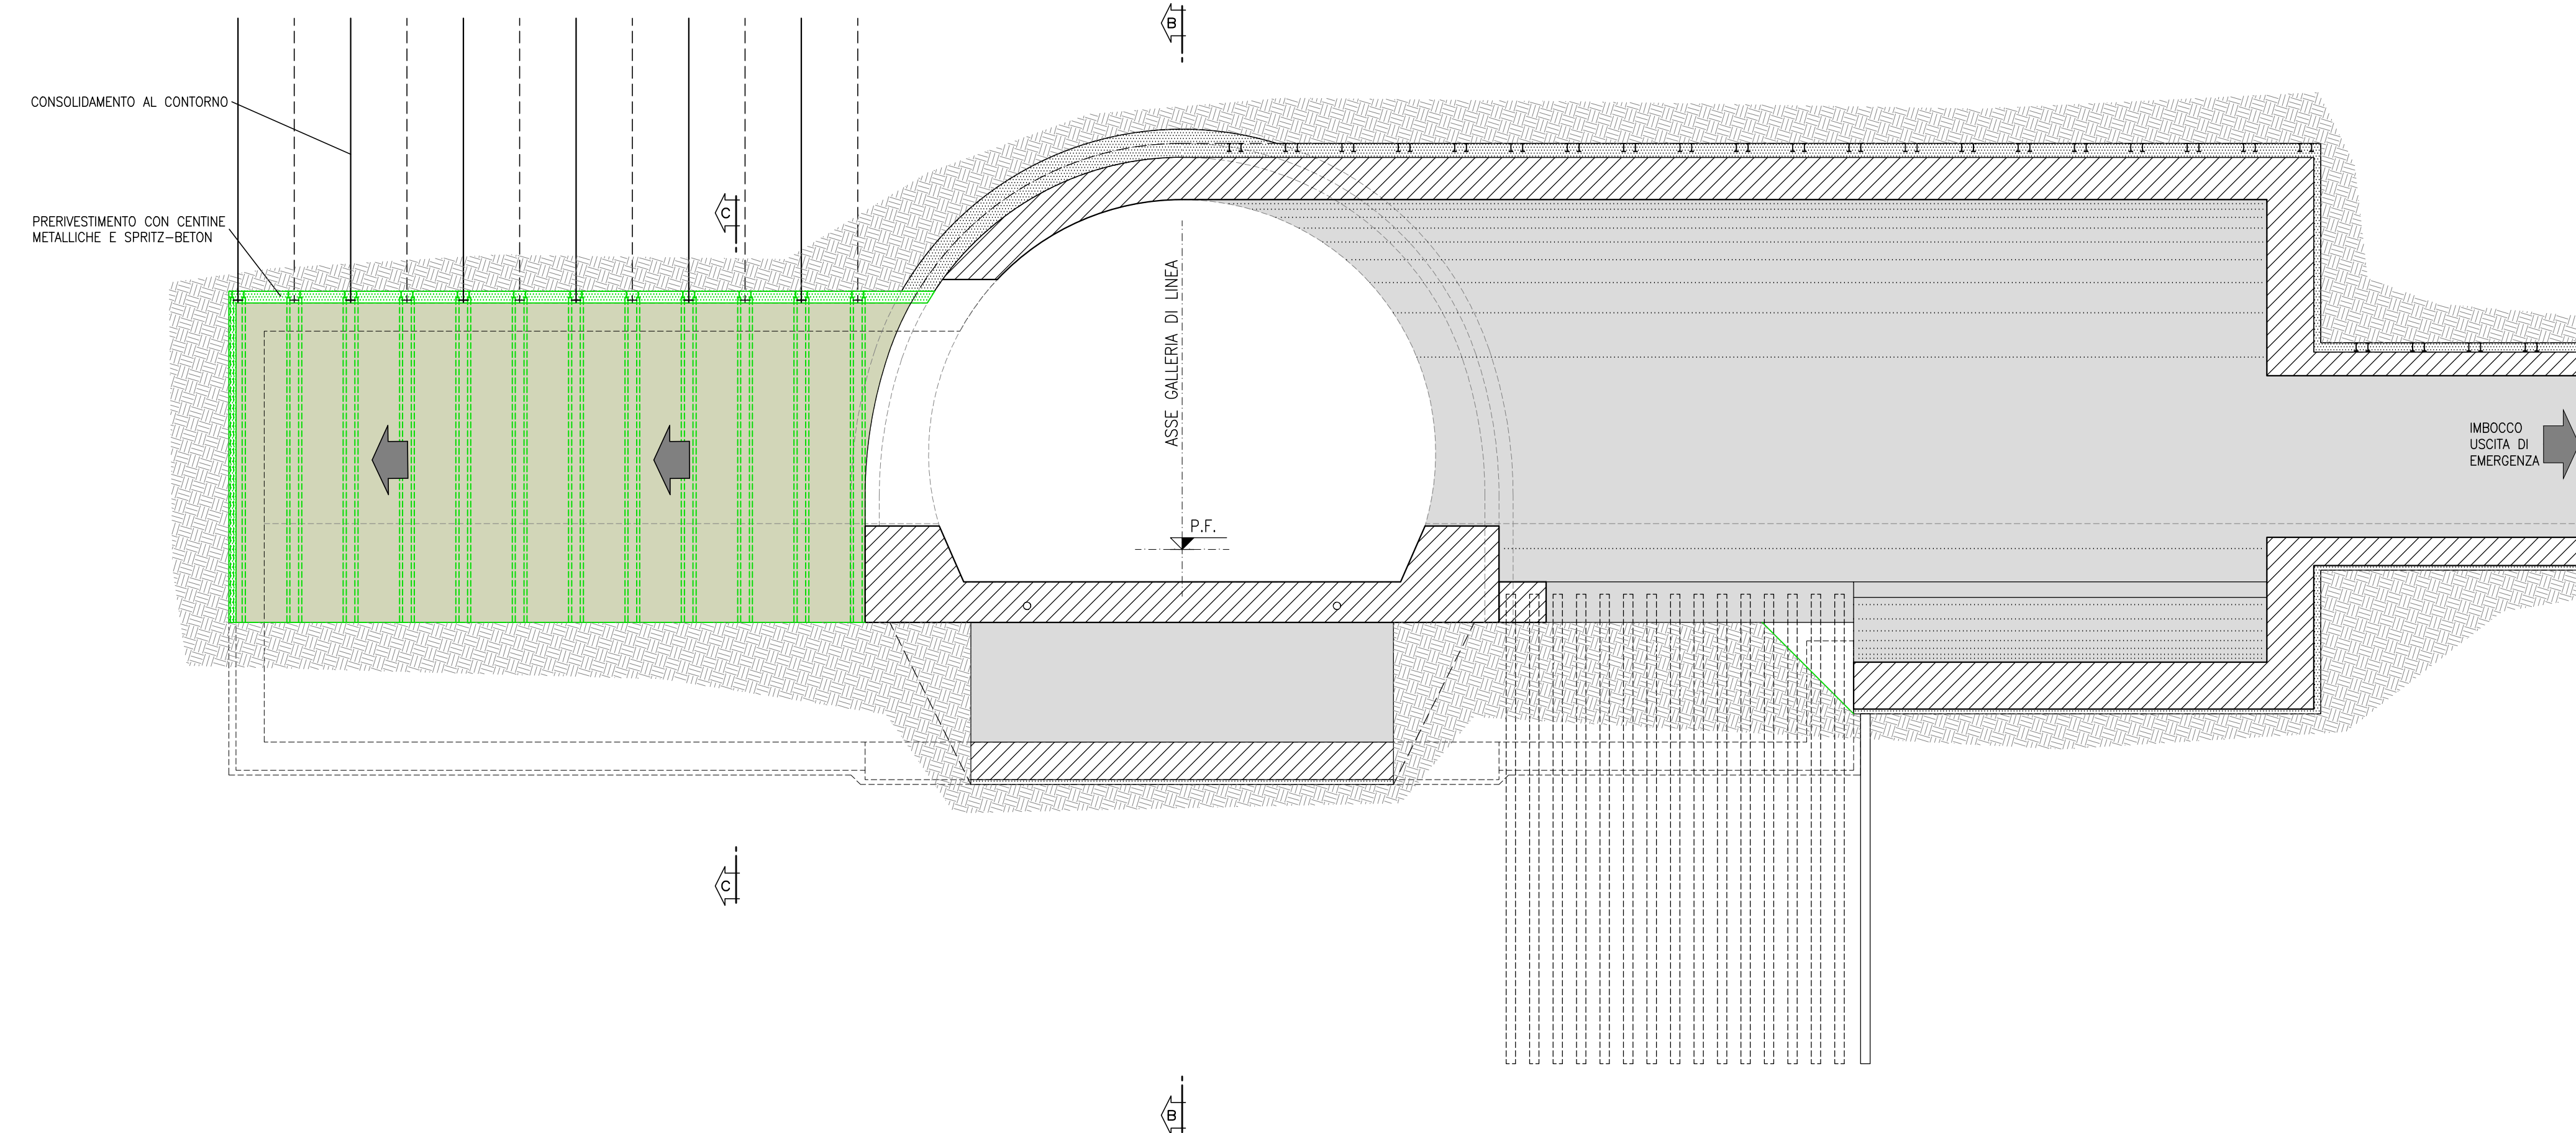 B
CONSOLIDAMENTO AL CONTORNO
C
PRERIVESTIMENTO CON CENTINE
METALLICHE E SPRITZ-BETON
ASSE GALLERIA DI LINEA
IMBOCCO
USCITA DI
EMERGENZA
P.F.
C
B